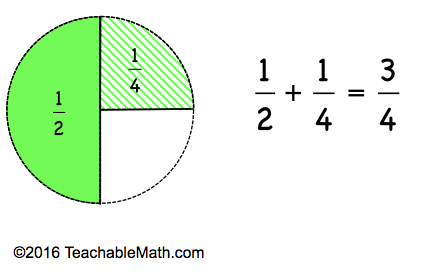 1/2
1/4
1/2 + 1/4 = 3/4
©2016 TeachableMath.com